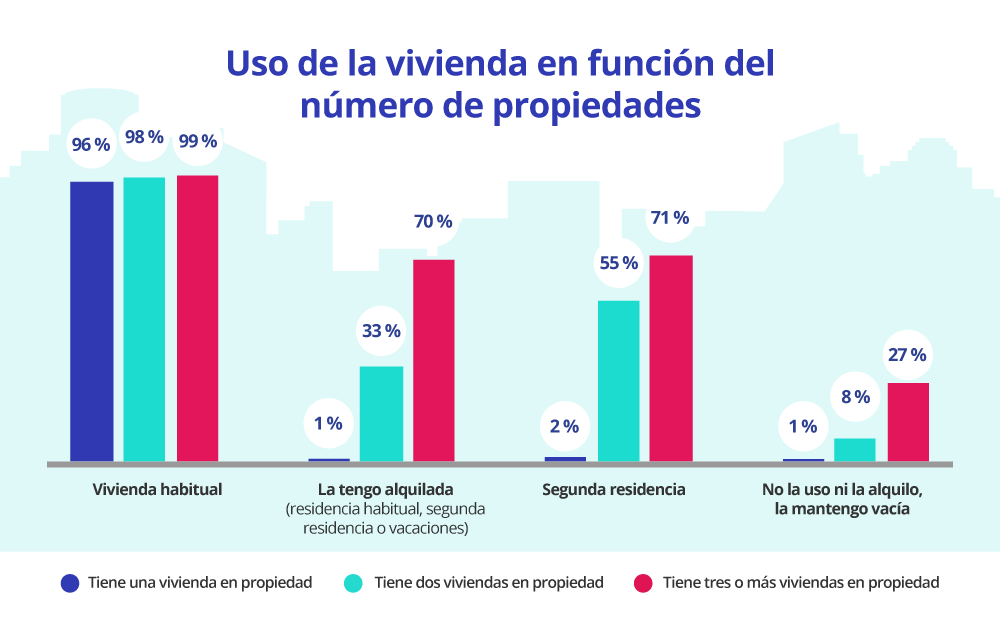 Uso de la vivienda en función del
número de propiedades
96 %
98 %
99 %
1 %
33 %
70 %
2 %
55 %
71 %
1 %
8 %
27 %
Vivienda habitual
La tengo alquilada
(residencia habitual, segunda
residencia o vacaciones)
Segunda residencia
No la uso ni la alquilo,
la mantengo vacía
Tiene una vivienda en propiedad
Tiene dos viviendas en propiedad
Tiene tres o más viviendas en propiedad